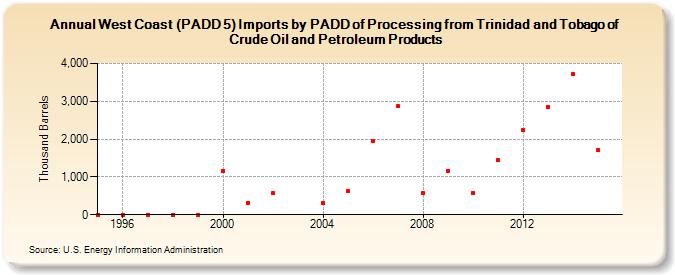 Annual West Coast (PADD 5) Imports by PADD of Processing from Trinidad and Tobago of
Crude Oil and Petroleum Products
Thousand Barrels
4,000
3,000
2,000
1,000
0
1996
2000
2004
2008
2012
Source: U.S. Energy Information Administration